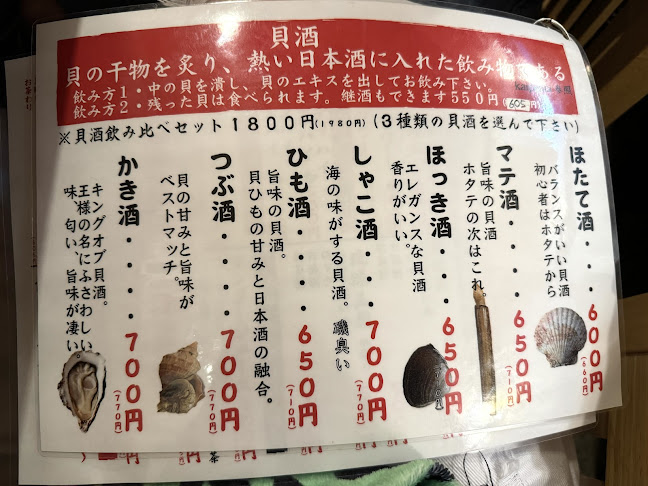 貝酒
貝の干物を炙り、熱い日本酒に入れた飲み物である
飲み方1・中の貝を潰し、貝のエキスを出してお飲み下さい。
飲み方2・残った貝は食べられます。継酒もできます550円(605円)
※貝酒飲み比べセット1800円(1980円)(3種類の貝酒を選んで下さい)
ほたて酒・・・・600円(660円)
バランスがいい貝酒
初心者はホタテから
マテ酒・・・・・650円(710円)
旨味の貝酒
ホタテの次はこれ。
ほっき酒・・・・650円(710円)
エレガンスな貝酒
香りがいい。
しゃこ酒・・・・700円(770円)
海の味がする貝酒。磯臭い
ひも酒・・・・・650円(710円)
旨味の貝酒。
貝ひもの甘みと日本酒の融合。
つぶ酒・・・・・700円(770円)
貝の甘みと旨味が
ベストマッチ。
かき酒・・・・・700円(770円)
キングオブ貝酒。
王様の名にふさわしい
味、匂い、旨味が凄い